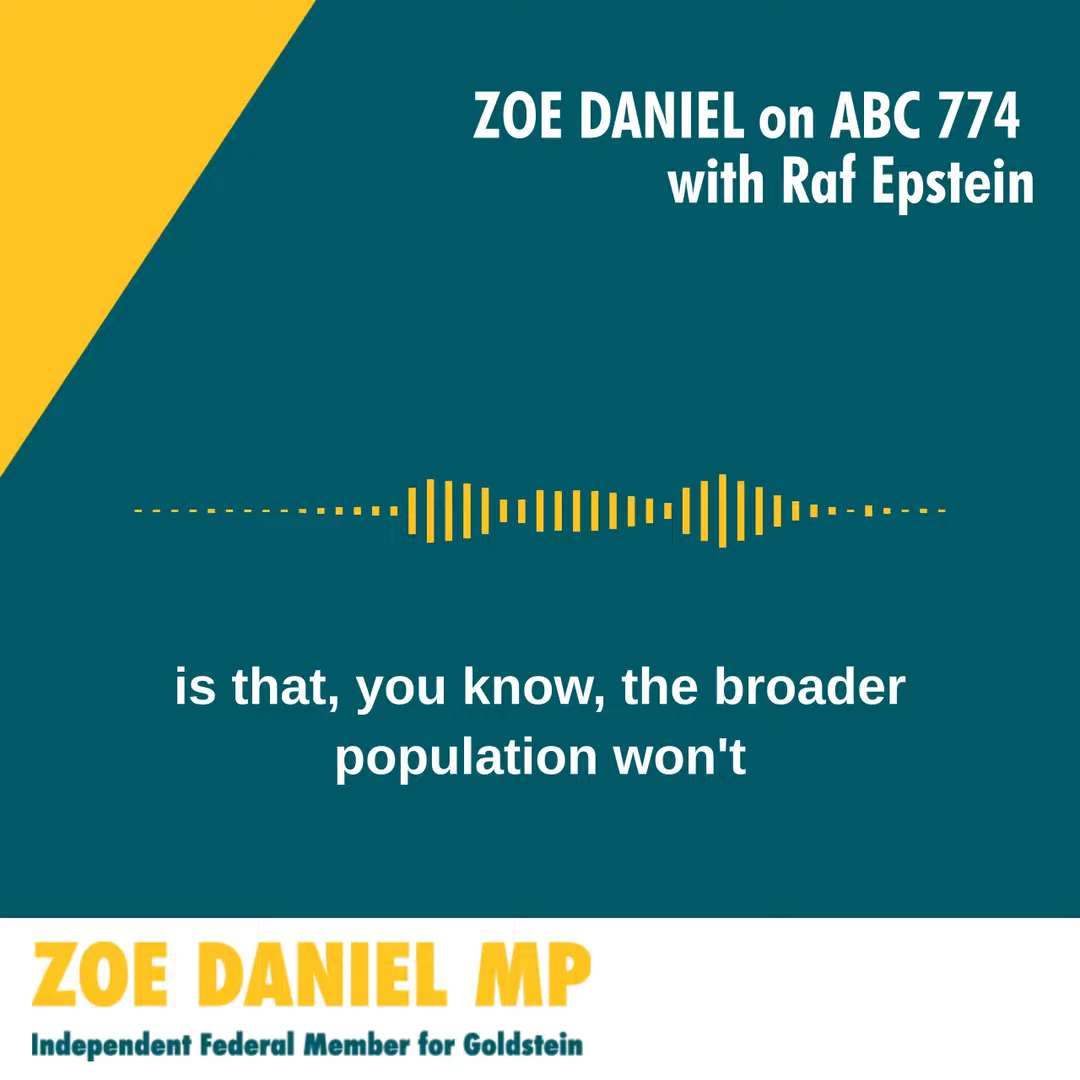 ZOE DANIEL on ABC 774
with Raf Epstein
is that, you know, the broader
population won't
ZOE DANIEL MP
Independent Federal Member for Goldstein